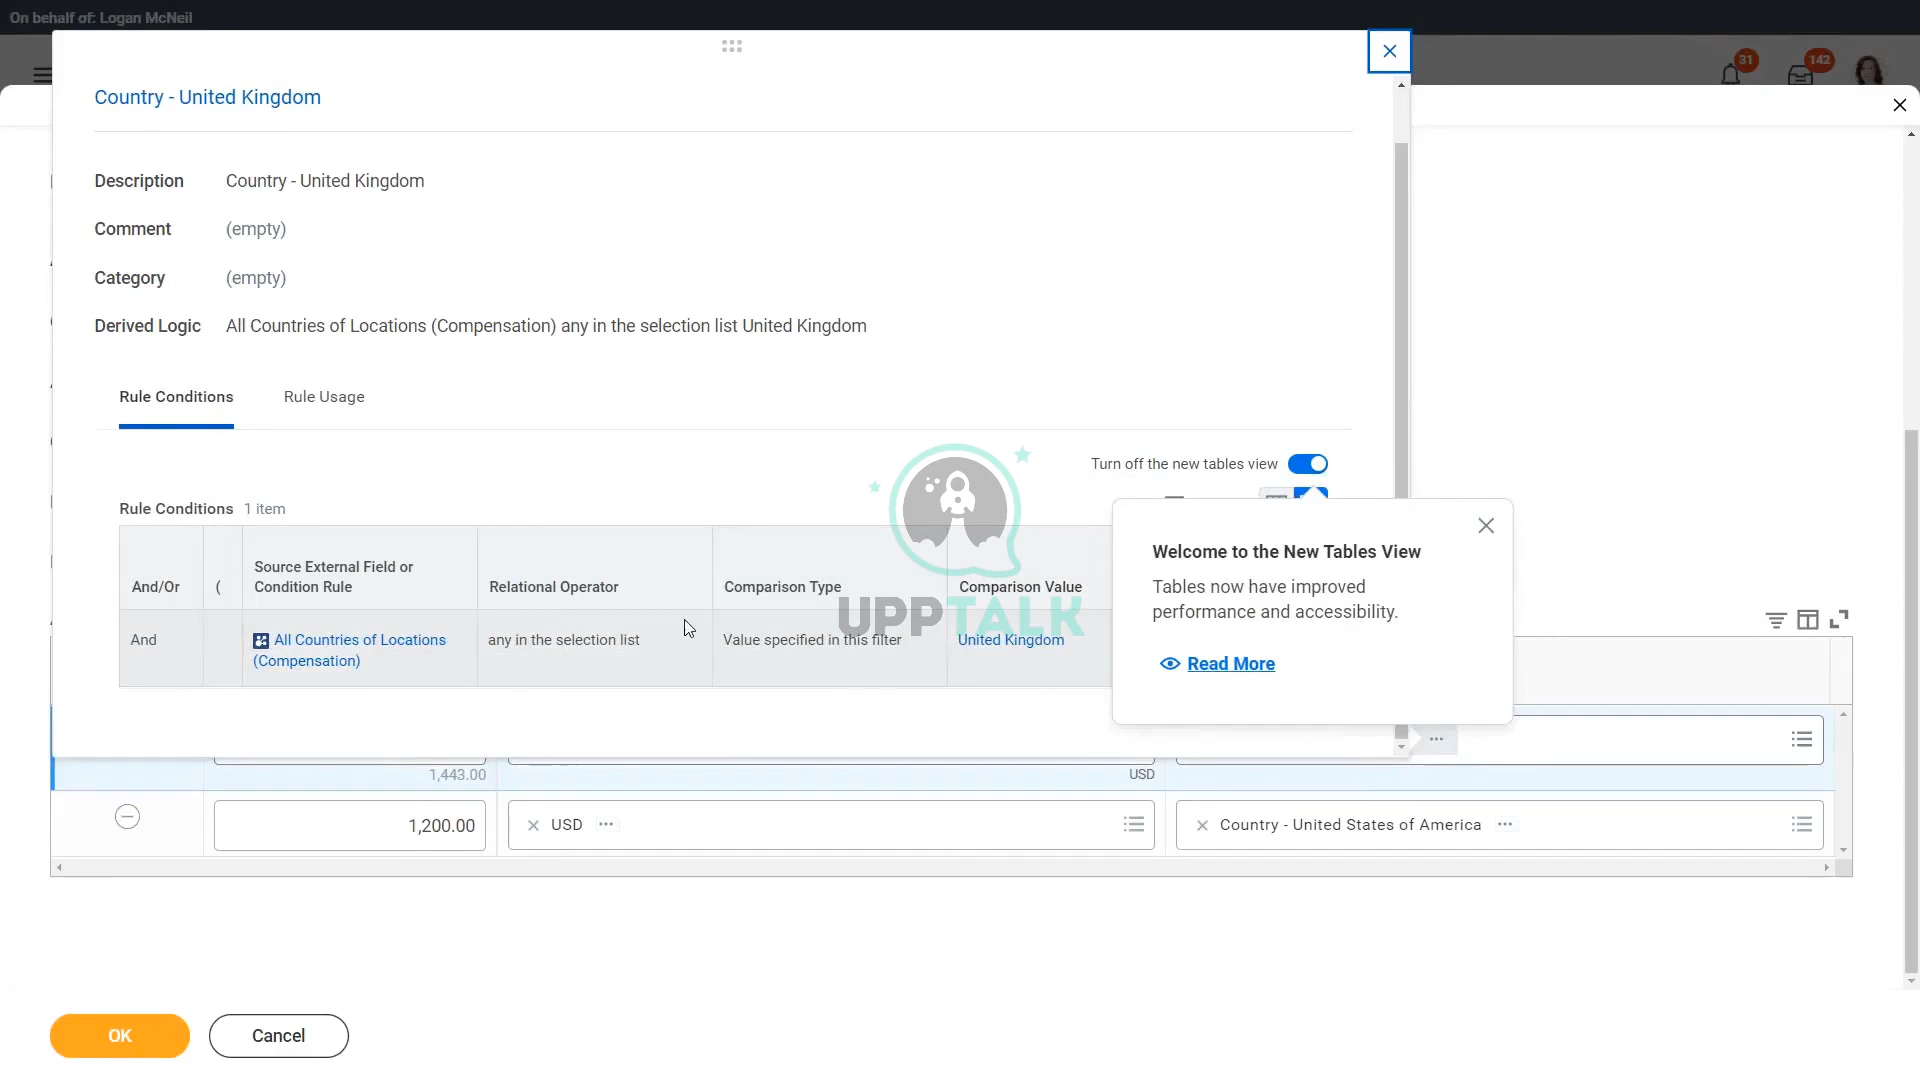 On behalf of: Logan McNeil
31
142
Country - United Kingdom
Description Country - United Kingdom
Comment (empty)
Category (empty)
Derived Logic All Countries of Locations (Compensation) any in the selection list United Kingdom
Rule Conditions Rule Usage
Turn off the new tables view
Rule Conditions 1 item
And/Or ( Source External Field or Condition Rule Relational Operator Comparison Type Comparison Value
And All Countries of Locations (Compensation) any in the selection list Value specified in this filter United Kingdom
UPPTALK
Welcome to the New Tables View
Tables now have improved
performance and accessibility.
Read More
1,443.00 USD
1,200.00 USD Country - United States of America
OK Cancel